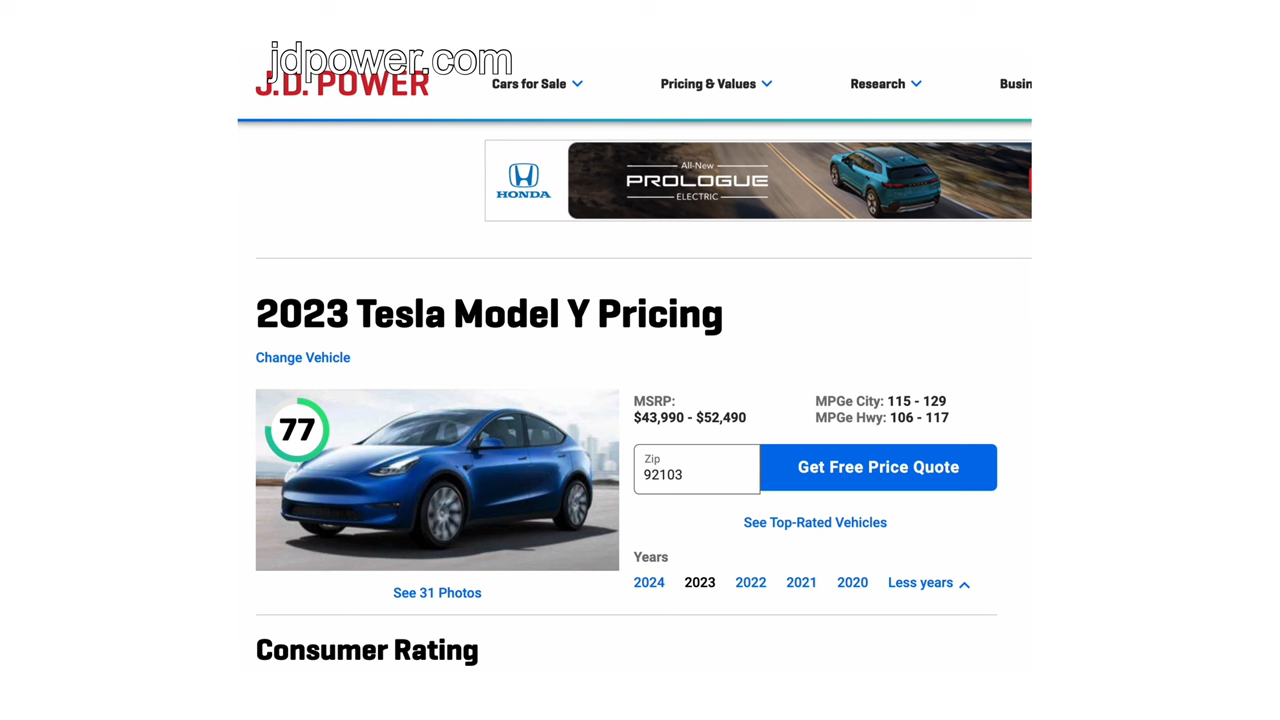 jdpower.com
J.D. POWER
Cars for Sale
Pricing & Values
Research
Busin
HONDA
All-New
PROLOGUE
ELECTRIC
2023 Tesla Model Y Pricing
Change Vehicle
77
MSRP:
$43,990 - $52,490
MPGe City: 115 - 129
MPGe Hwy: 106 - 117
Zip
92103
Get Free Price Quote
See Top-Rated Vehicles
Years
2024 2023 2022 2021 2020 Less years
See 31 Photos
Consumer Rating